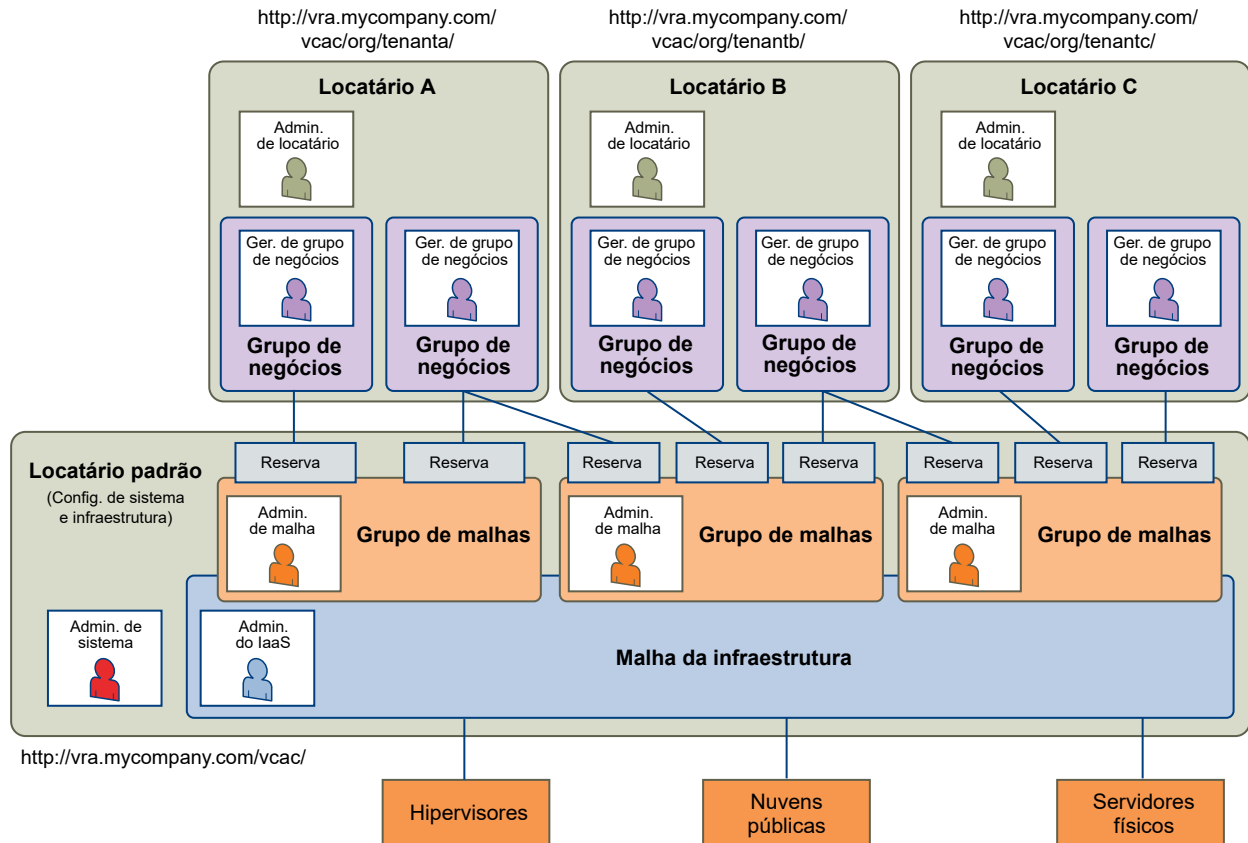 http://vra.mycompany.com/
vcac/org/tenanta/
http://vra.mycompany.com/
vcac/org/tenantb/
http://vra.mycompany.com/
vcac/org/tenantc/
Locatário A
Locatário B
Locatário C
Admin.
de locatário
Admin.
de locatário
Admin.
de locatário
Ger. de grupo
de negócios
Ger. de grupo
de negócios
Ger. de grupo
de negócios
Ger. de grupo
de negócios
Ger. de grupo
de negócios
Ger. de grupo
de negócios
Grupo de
negócios
Grupo de
negócios
Grupo de
negócios
Grupo de
negócios
Grupo de
negócios
Grupo de
negócios
Locatário padrão
(Config. de sistema
e infraestrutura)
Reserva
Reserva
Reserva
Reserva
Reserva
Reserva
Reserva
Reserva
Admin.
de malha
Grupo de malhas
Admin.
de malha
Grupo de malhas
Admin.
de malha
Grupo de malhas
Admin. de
sistema
Admin.
do IaaS
Malha da infraestrutura
http://vra.mycompany.com/vcac/
Hipervisores
Nuvens
públicas
Servidores
físicos